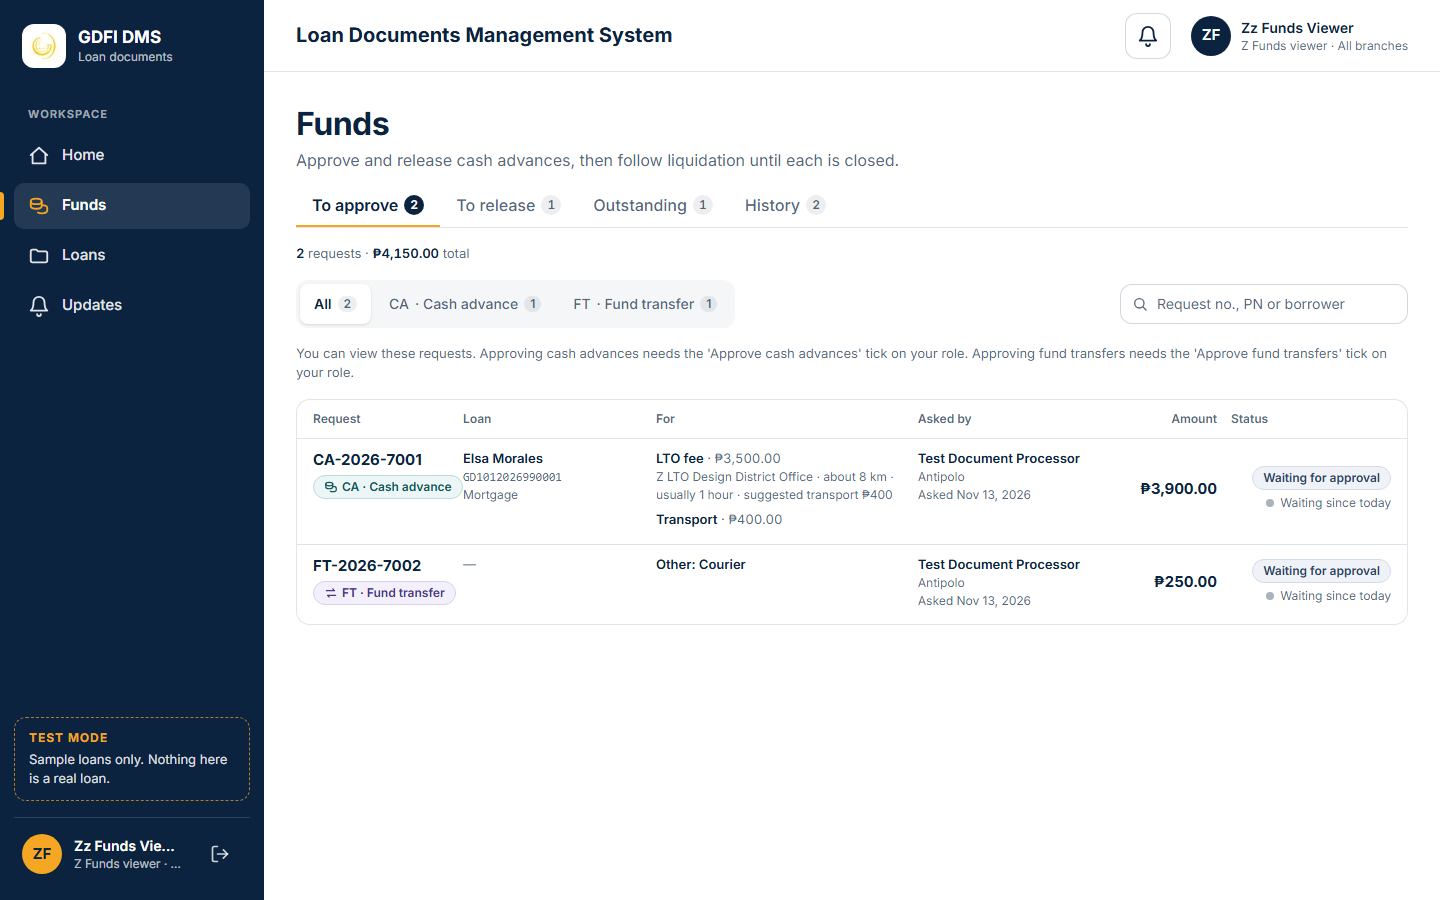 GDFI DMS
Loan documents
WORKSPACE
Home
Funds
Loans
Updates
TEST MODE
Sample loans only. Nothing here
is a real loan.
ZF
Zz Funds Vie...
Z Funds viewer · ...
Loan Documents Management System
ZF
Zz Funds Viewer
Z Funds viewer · All branches
Funds
Approve and release cash advances, then follow liquidation until each is closed.
To approve 2 To release 1 Outstanding 1 History 2
2 requests · ₱4,150.00 total
All 2 CA · Cash advance 1 FT · Fund transfer 1
Request no., PN or borrower
You can view these requests. Approving cash advances needs the 'Approve cash advances' tick on your role. Approving fund transfers needs the 'Approve fund transfers' tick on
your role.
Request Loan For Asked by Amount Status
CA-2026-7001
CA · Cash advance
Elsa Morales
GD1012026990001
Mortgage
LTO fee · ₱3,500.00
Z LTO Design District Office · about 8 km ·
usually 1 hour · suggested transport ₱400
Transport · ₱400.00
Test Document Processor
Antipolo
Asked Nov 13, 2026
₱3,900.00
Waiting for approval
Waiting since today
FT-2026-7002
FT · Fund transfer
—
Other: Courier
Test Document Processor
Antipolo
Asked Nov 13, 2026
₱250.00
Waiting for approval
Waiting since today